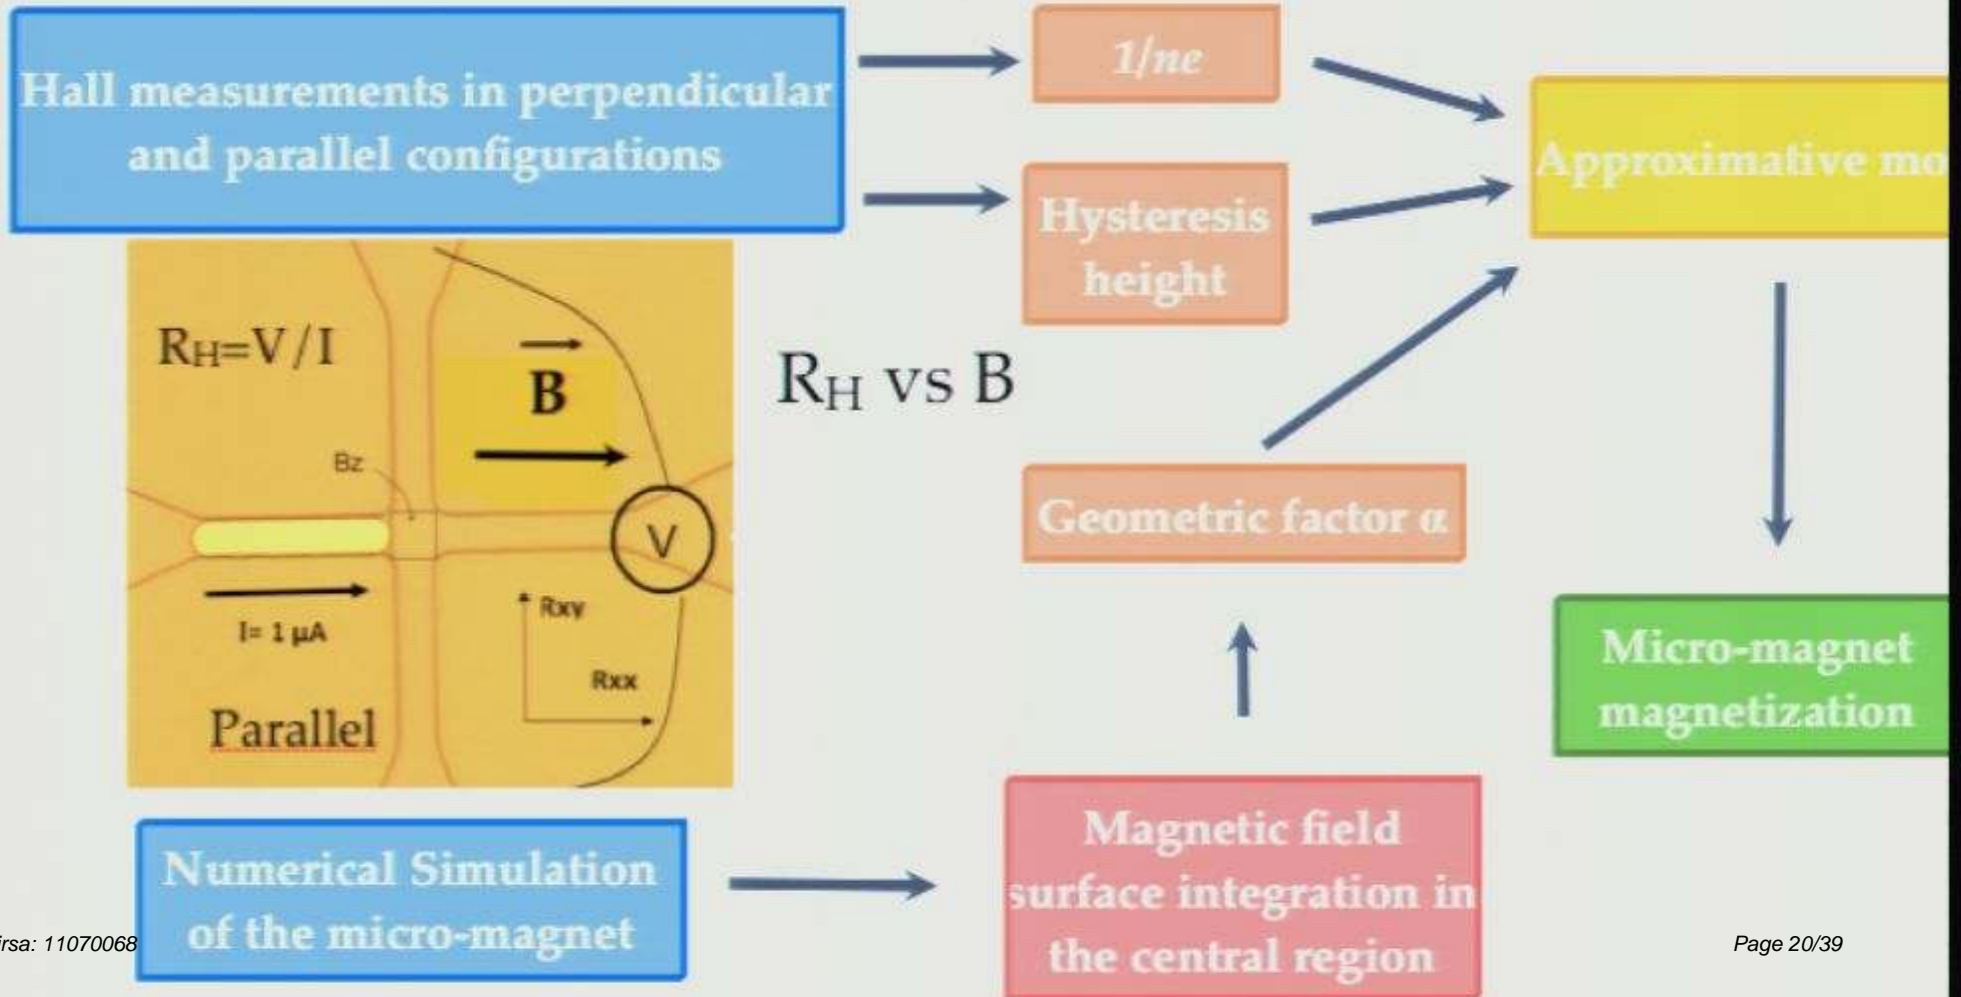 Hall measurements in perpendicular
and parallel configurations
1/ne
Hysteresis
height
Approximative
RH=V/I
B
Bz
V
I= 1 µA
Rxy
Rxx
Parallel
RH vs B
Geometric factor α
Micro-magnet
magnetization
Numerical Simulation
of the micro-magnet
Magnetic field
surface integration in
the central region
11070068
Page 20/39